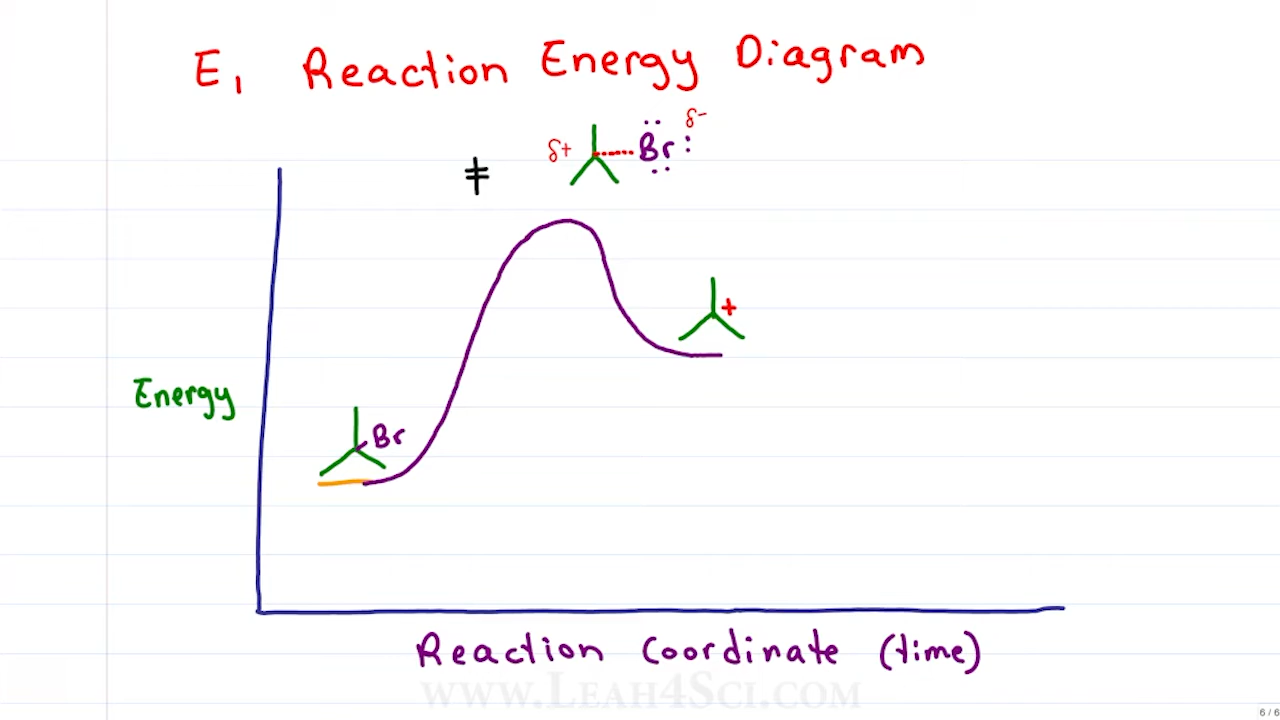 E₁ Reaction Energy Diagram
δ+ Br δ-
‡
+
Energy
Br
Reaction Coordinate (time)
www.Leah4Sci.com
6 / 6